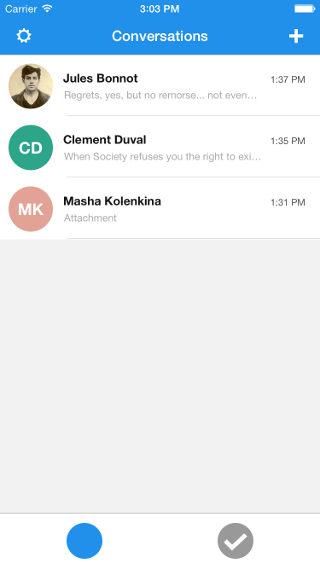 Carrier 3:03 PM
Conversations
Jules Bonnot 1:37 PM
Regrets, yes, but no remorse... not even…
Clement Duval 1:35 PM
CD
When Society refuses you the right to exi…
Masha Kolenkina 1:31 PM
MK
Attachment